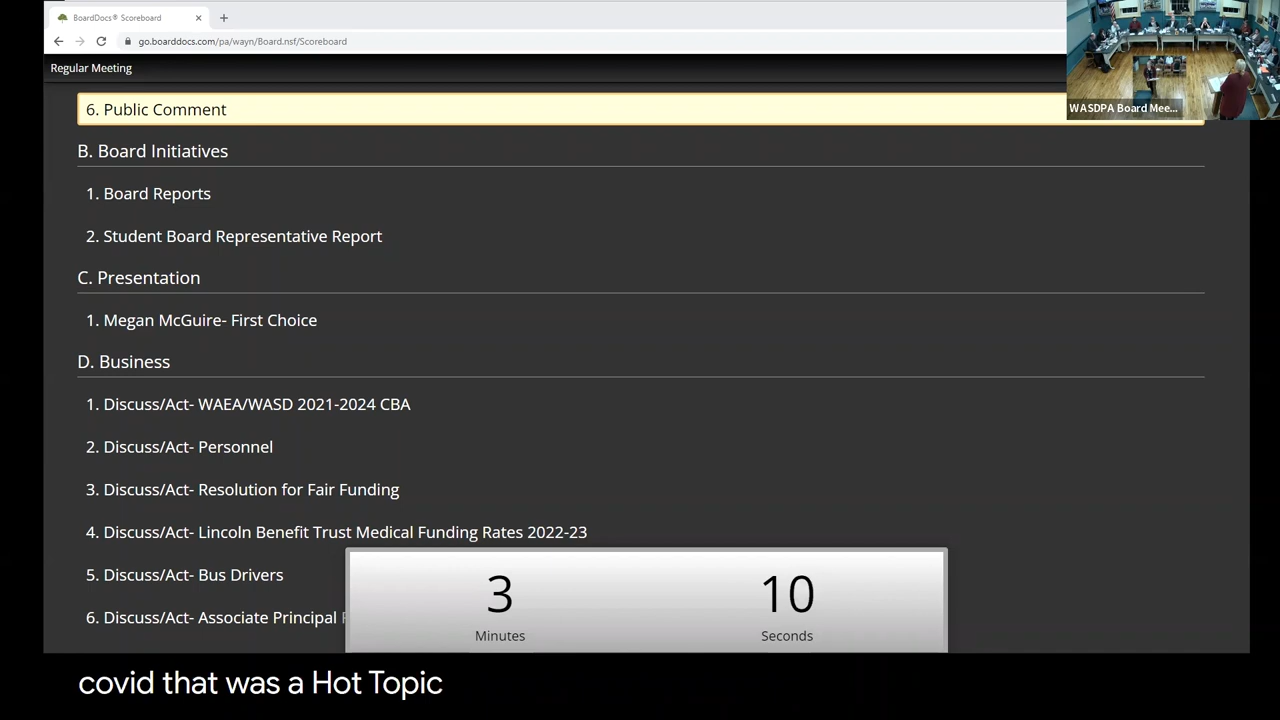 BoardDocs® Scoreboard
go.boarddocs.com/pa/wayn/Board.nsf/Scoreboard
Regular Meeting
WASDPA Board Mee...
6. Public Comment
B. Board Initiatives
1. Board Reports
2. Student Board Representative Report
C. Presentation
1. Megan McGuire- First Choice
D. Business
1. Discuss/Act- WAEA/WASD 2021-2024 CBA
2. Discuss/Act- Personnel
3. Discuss/Act- Resolution for Fair Funding
4. Discuss/Act- Lincoln Benefit Trust Medical Funding Rates 2022-23
5. Discuss/Act- Bus Drivers
6. Discuss/Act- Associate Principal
3 10
Minutes Seconds
covid that was a Hot Topic